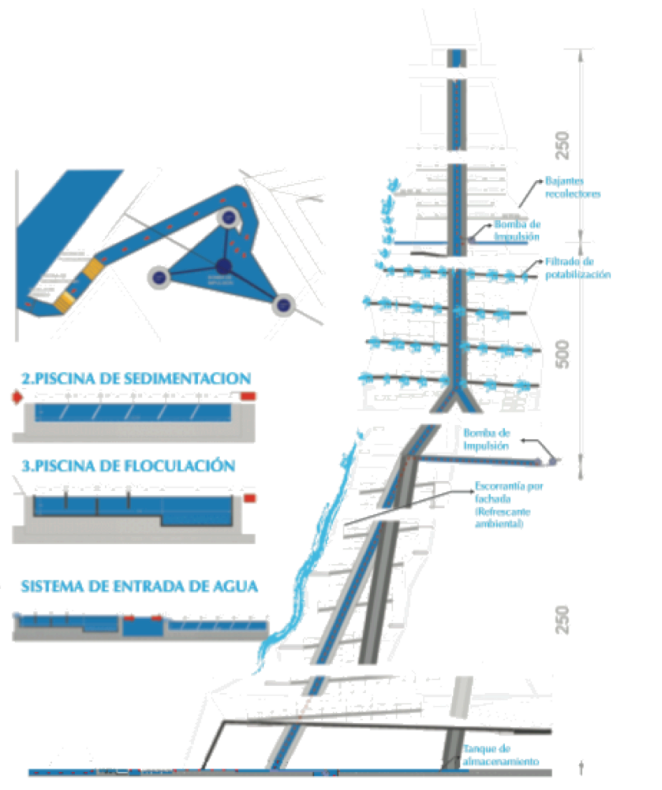 250
Bajantes
recolectores
Bomba de
Impulsión
Filtrado de
potabilización
500
2.PISCINA DE SEDIMENTACION
Bomba de
Impulsión
3.PISCINA DE FLOCULACIÓN
Escorrantía por
fachada
(Refrescante
ambiental)
SISTEMA DE ENTRADA DE AGUA
250
Tanque de
almacenamiento